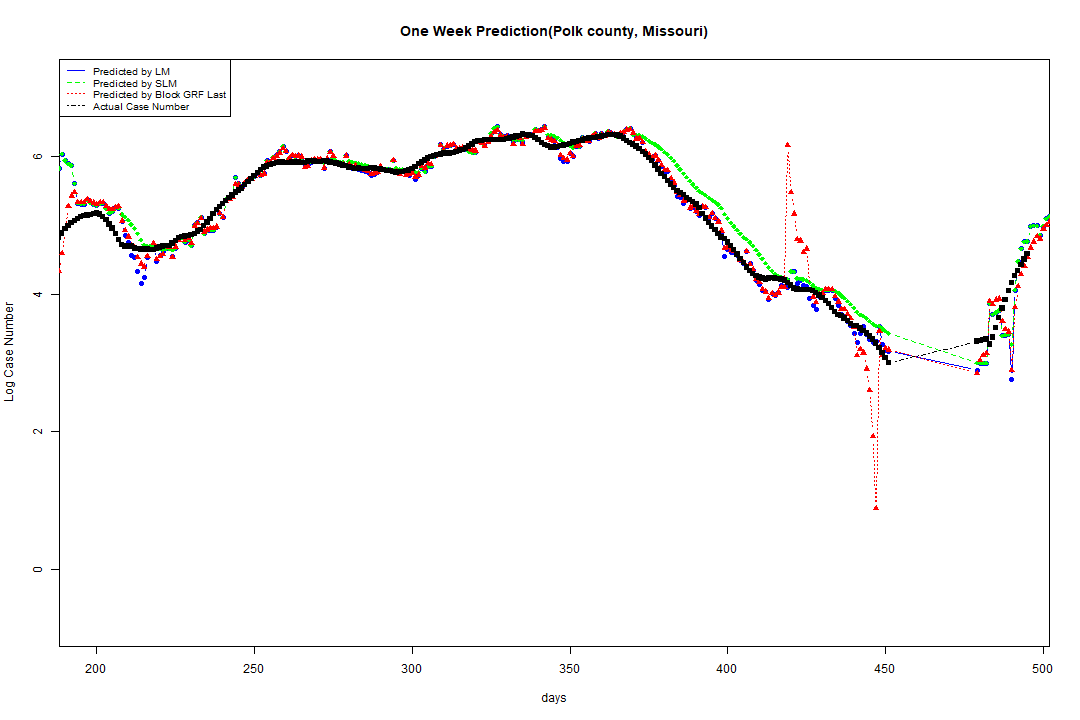 One Week Prediction(Polk county, Missouri)
Predicted by LM
Predicted by SLM
Predicted by Block GRF Last
Actual Case Number
Log Case Number
6
4
2
0
200 250 300 350 400 450 500
days